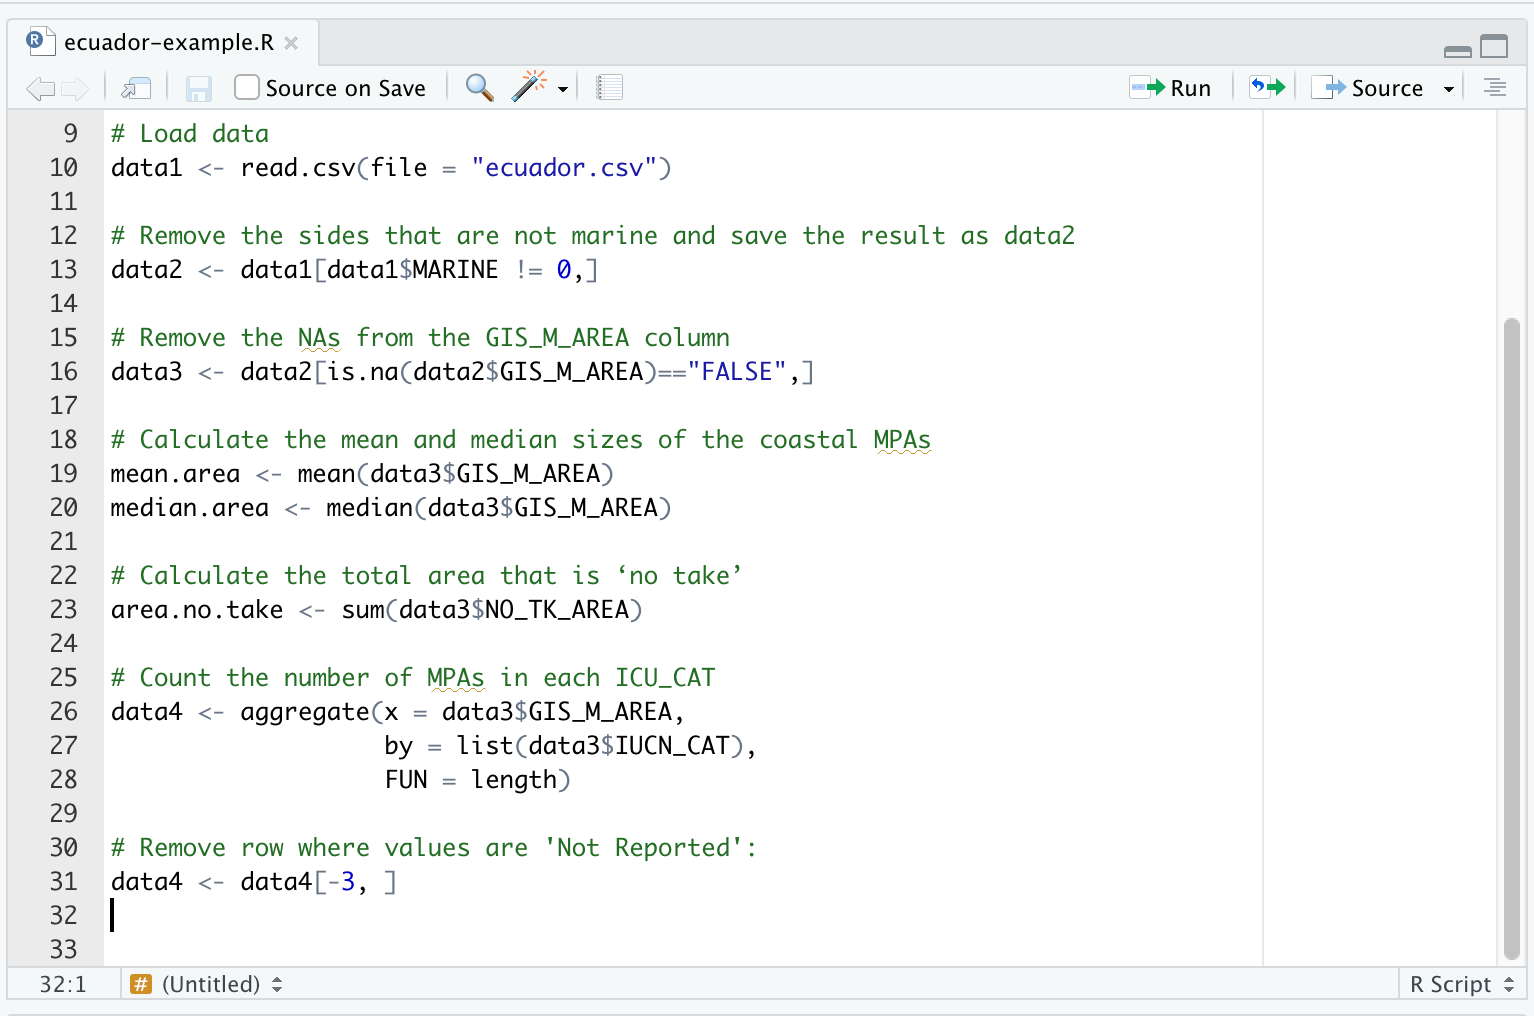 ecuador-example.R
Source on Save
Run
Source
9 # Load data
10 data1 <- read.csv(file = "ecuador.csv")
11
12 # Remove the sides that are not marine and save the result as data2
13 data2 <- data1[data1$MARINE != 0,]
14
15 # Remove the NAs from the GIS_M_AREA column
16 data3 <- data2[is.na(data2$GIS_M_AREA)=="FALSE",]
17
18 # Calculate the mean and median sizes of the coastal MPAs
19 mean.area <- mean(data3$GIS_M_AREA)
20 median.area <- median(data3$GIS_M_AREA)
21
22 # Calculate the total area that is ‘no take’
23 area.no.take <- sum(data3$NO_TK_AREA)
24
25 # Count the number of MPAs in each ICU_CAT
26 data4 <- aggregate(x = data3$GIS_M_AREA,
27 by = list(data3$IUCN_CAT),
28 FUN = length)
29
30 # Remove row where values are 'Not Reported':
31 data4 <- data4[-3, ]
32
33
32:1 # (Untitled) R Script